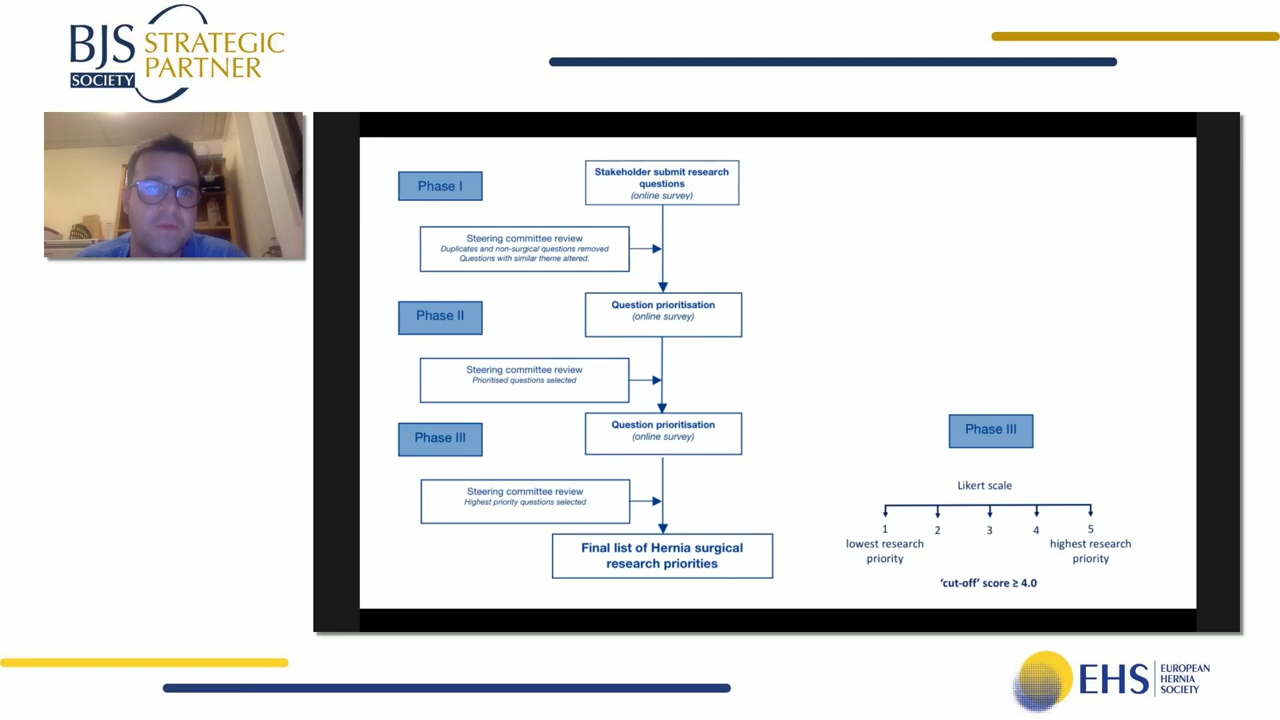 BJS STRATEGIC
SOCIETY PARTNER
Phase I
Stakeholder submit research
questions
(online survey)
Steering committee review
Duplicates and non-surgical questions removed
Questions with similar theme altered.
Phase II
Question prioritisation
(online survey)
Steering committee review
Prioritised questions selected
Phase III
Question prioritisation
(online survey)
Steering committee review
Highest priority questions selected
Final list of Hernia surgical
research priorities
Phase III
Likert scale
1 2 3 4 5
lowest research highest research
priority priority
‘cut-off’ score ≥ 4.0
EHS
EUROPEAN
HERNIA
SOCIETY